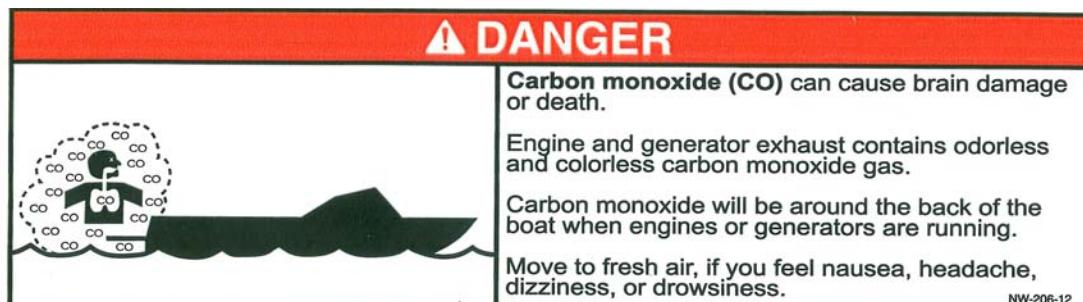 DANGER
Carbon monoxide (CO) can cause brain damage
or death.
Engine and generator exhaust contains odorless
and colorless carbon monoxide gas.
Carbon monoxide will be around the back of the
boat when engines or generators are running.
Move to fresh air, if you feel nausea, headache,
dizziness, or drowsiness.
NW-206-12
CO
CO CO
CO CO
CO CO
CO CO
CO CO CO
CO CO
CO CO
CO CO